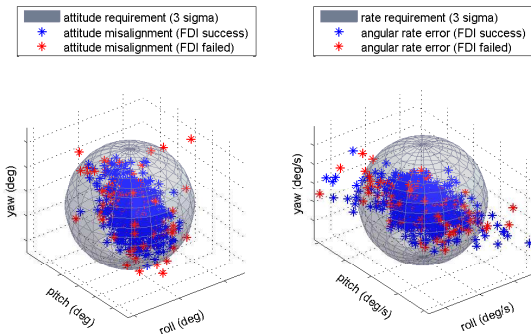 attitude requirement (3 sigma)
attitude misalignment (FDI success)
attitude misalignment (FDI failed)
rate requirement (3 sigma)
angular rate error (FDI success)
angular rate error (FDI failed)
yaw (deg)
pitch (deg)
roll (deg)
yaw (deg/s)
pitch (deg/s)
roll (deg/s)